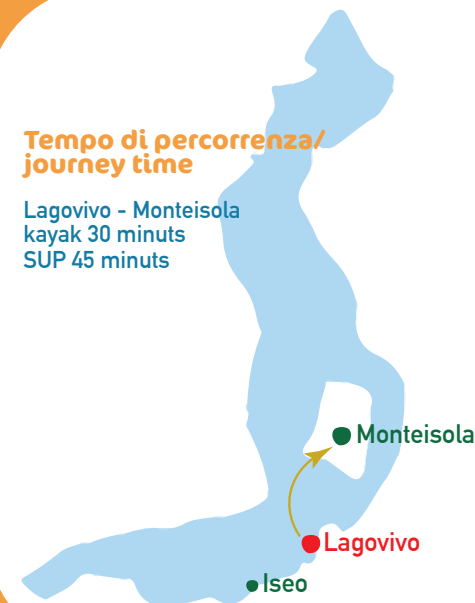 Tempo di percorrenza/
journey time
Lagovivo - Monteisola
kayak 30 minuts
SUP 45 minuts
Monteisola
Lagovivo
Iseo